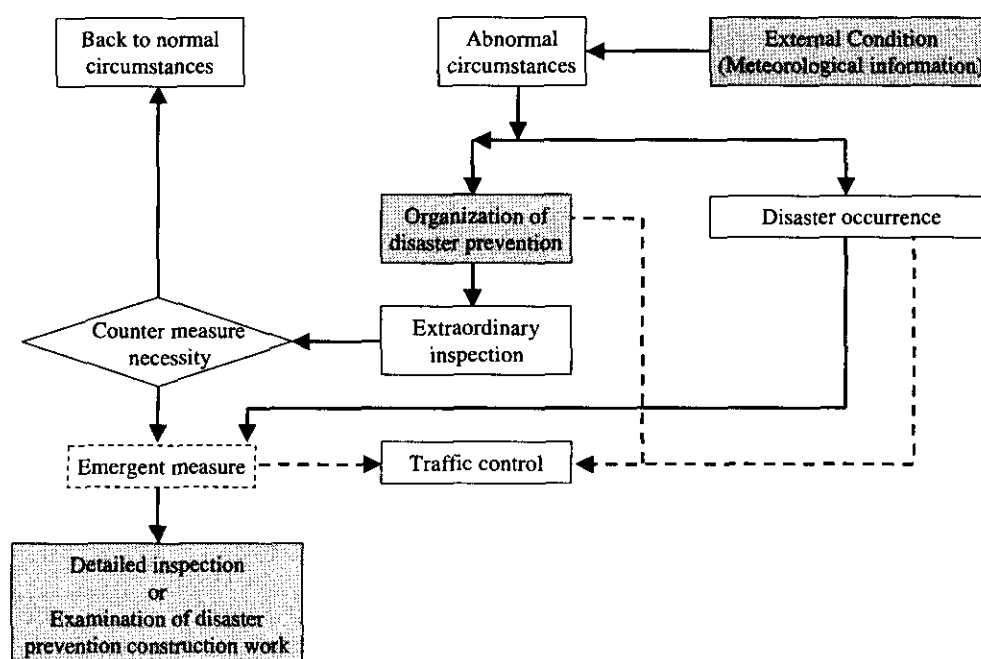 Back to normal
circumstances
Abnormal
circumstances
External Condition
(Meteorological information)
Organization of
disaster prevention
Disaster occurrence
Counter measure
necessity
Extraordinary
inspection
Emergent measure
Traffic control
Detailed inspection
or
Examination of disaster
prevention construction work